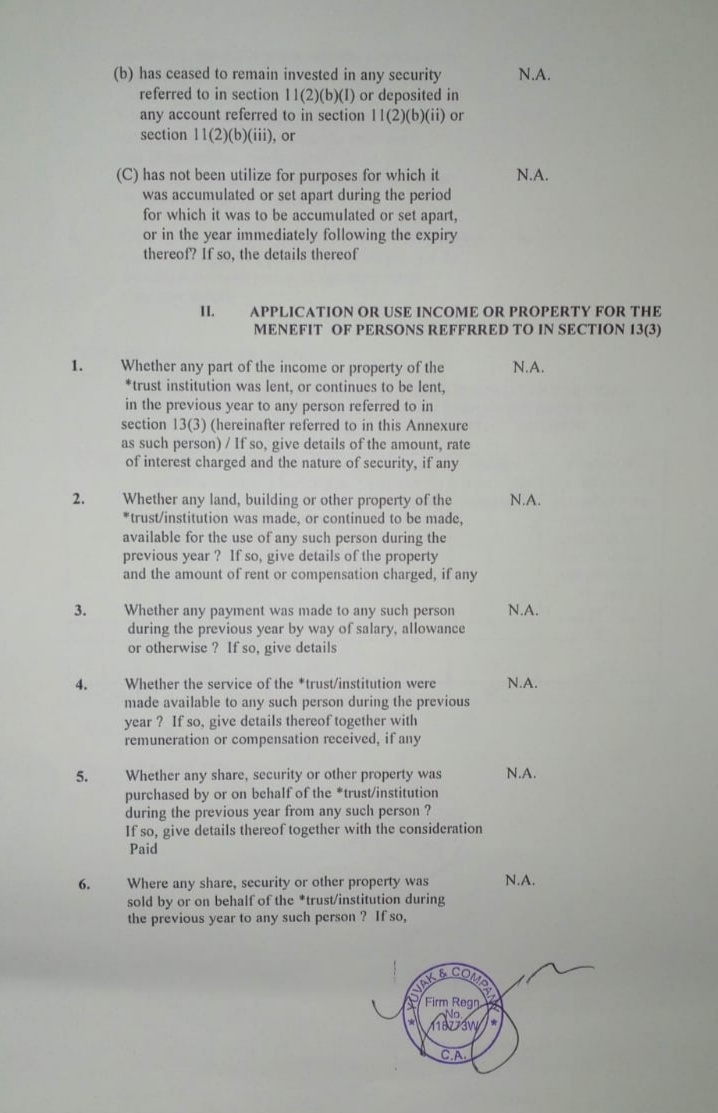 (b) has ceased to remain invested in any security N.A.
referred to in section 11(2)(b)(I) or deposited in
any account referred to in section 11(2)(b)(ii) or
section 11(2)(b)(iii), or
(C) has not been utilize for purposes for which it N.A.
was accumulated or set apart during the period
for which it was to be accumulated or set apart,
or in the year immediately following the expiry
thereof? If so, the details thereof
II. APPLICATION OR USE INCOME OR PROPERTY FOR THE
MENEFIT OF PERSONS REFFRRED TO IN SECTION 13(3)
1. Whether any part of the income or property of the N.A.
*trust institution was lent, or continues to be lent,
in the previous year to any person referred to in
section 13(3) (hereinafter referred to in this Annexure
as such person) / If so, give details of the amount, rate
of interest charged and the nature of security, if any
2. Whether any land, building or other property of the N.A.
*trust/institution was made, or continued to be made,
available for the use of any such person during the
previous year ? If so, give details of the property
and the amount of rent or compensation charged, if any
3. Whether any payment was made to any such person N.A.
during the previous year by way of salary, allowance
or otherwise ? If so, give details
4. Whether the service of the *trust/institution were N.A.
made available to any such person during the previous
year ? If so, give details thereof together with
remuneration or compensation received, if any
5. Whether any share, security or other property was N.A.
purchased by or on behalf of the *trust/institution
during the previous year from any such person ?
If so, give details thereof together with the consideration
Paid
6. Where any share, security or other property was N.A.
sold by or on behalf of the *trust/institution during
the previous year to any such person ? If so,
YUVAK & COMPANY
Firm Regn.
No.
118773W
C.A.